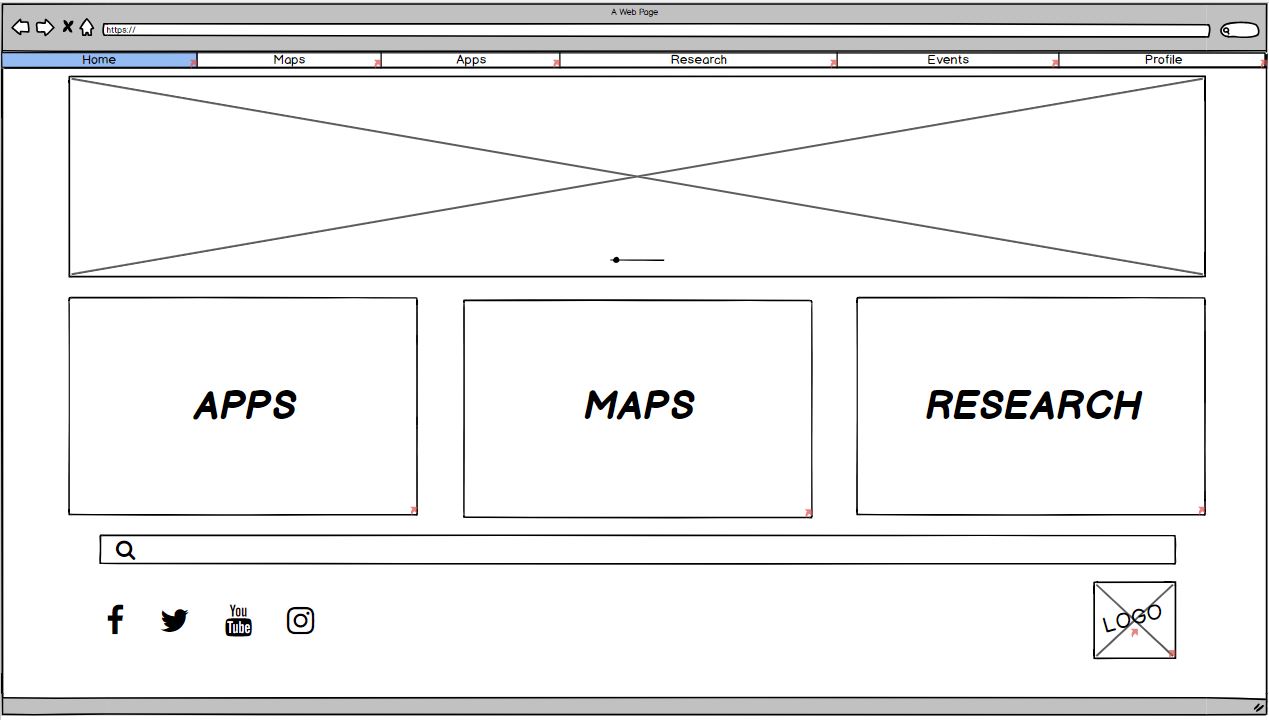 A Web Page
https://
Home Maps Apps Research Events Profile
APPS MAPS RESEARCH
You
Tube
LOGO